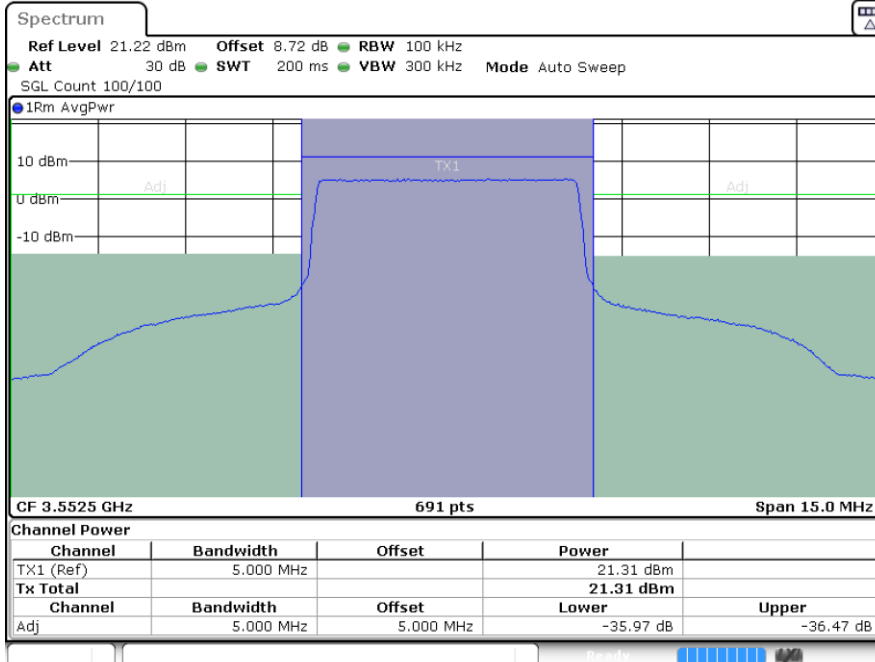 Spectrum
Ref Level 21.22 dBm Offset 8.72 dB RBW 100 kHz
Att 30 dB SWT 200 ms VBW 300 kHz Mode Auto Sweep
SGL Count 100/100
1Rm AvgPwr
10 dBm
TX1
Adj Adj
0 dBm
-10 dBm
CF 3.5525 GHz 691 pts Span 15.0 MHz
Channel Power
Channel Bandwidth Offset Power
TX1 (Ref) 5.000 MHz 21.31 dBm
Tx Total 21.31 dBm
Channel Bandwidth Offset Lower Upper
Adj 5.000 MHz 5.000 MHz -35.97 dB -36.47 dB
Ready